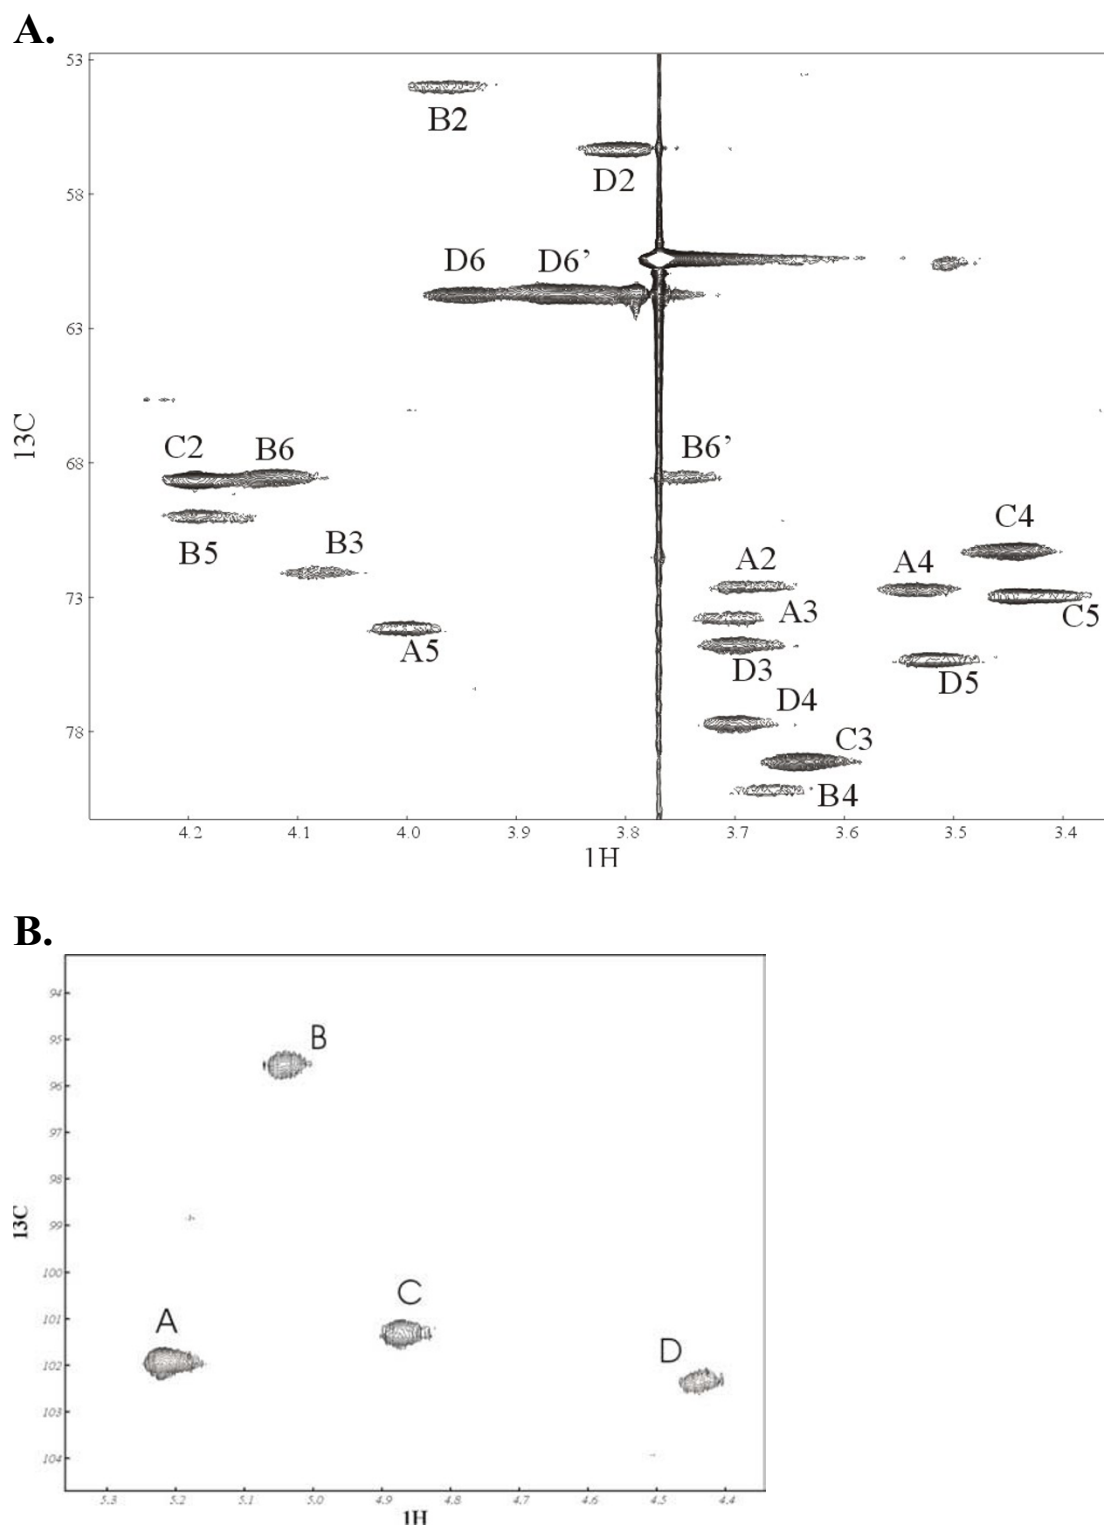 A.
53
B2
D2
58
D6 D6’
63
13C
C2 B6 B6’
68
B5 B3 C4
A2 A4
73
A3 C5
A5 D3 D5
D4
78
C3
B4
4.2 4.1 4.0 3.9 3.8 3.7 3.6 3.5 3.4
1H
B.
94
95
B
96
97
98
13C
99
100
C
101
A
D
102
103
104
5.3 5.2 5.1 5.0 4.9 4.8 4.7 4.6 4.5 4.4
1H